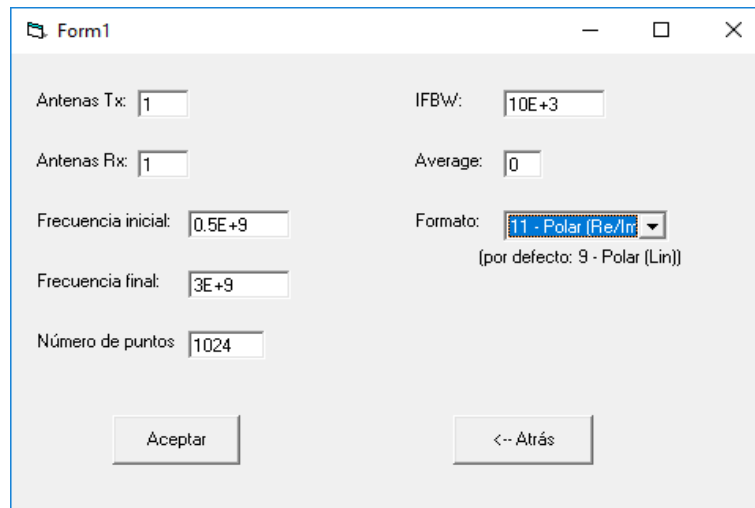 Form1
Antenas Tx: 1
IFBW: 10E+3
Antenas Rx: 1
Average: 0
Frecuencia inicial: 0.5E+9
Formato: 11 - Polar (Re/Im
(por defecto: 9 - Polar (Lin))
Frecuencia final: 3E+9
Número de puntos 1024
Aceptar
<-- Atrás